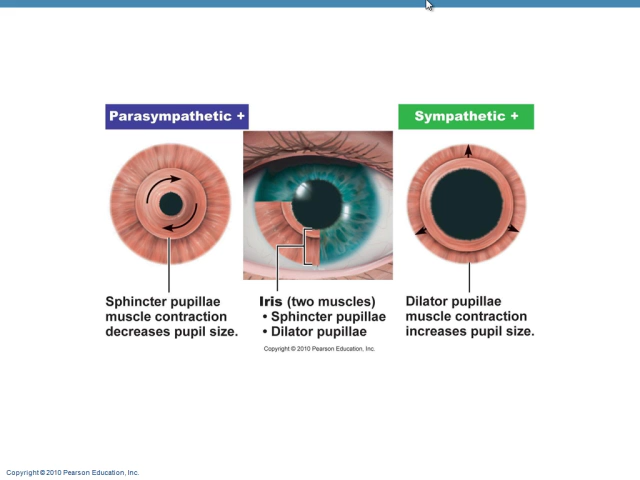 Parasympathetic +
Sympathetic +
Sphincter pupillae
muscle contraction
decreases pupil size.
Iris (two muscles)
• Sphincter pupillae
• Dilator pupillae
Dilator pupillae
muscle contraction
increases pupil size.
Copyright © 2010 Pearson Education, Inc.
Copyright © 2010 Pearson Education, Inc.